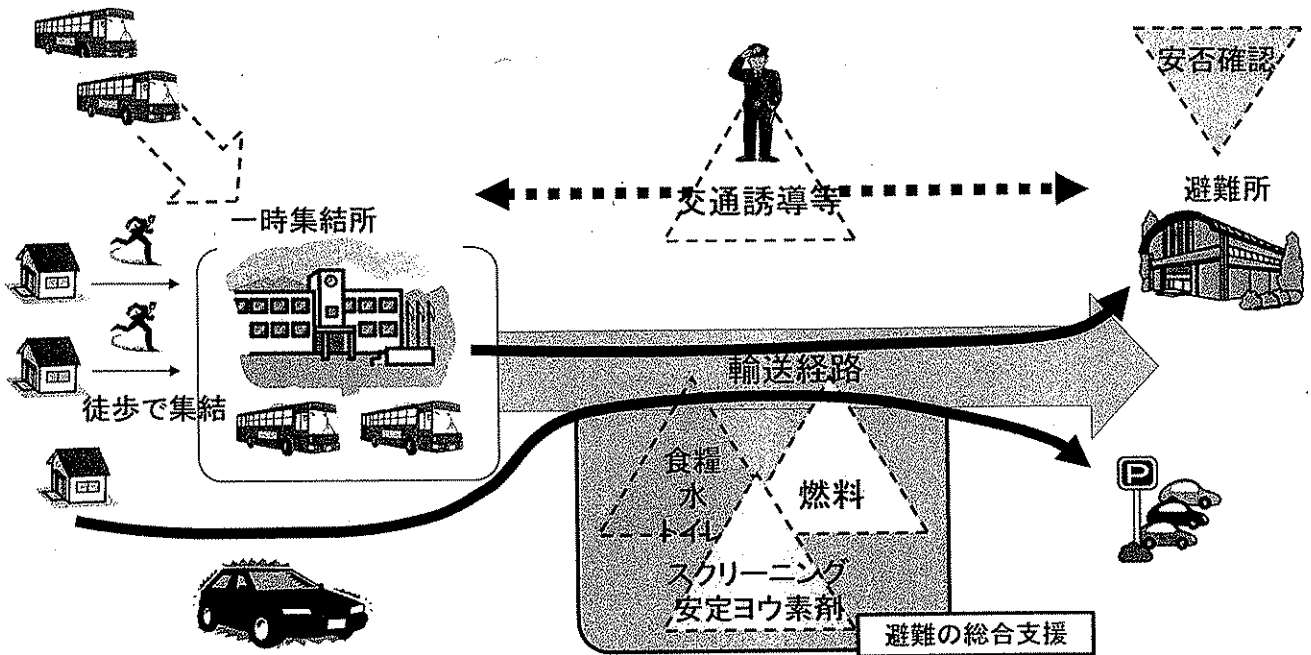 安否確認
交通誘導等
避難所
一時集結所
徒歩で集結
輸送経路
食糧
水
トイレ
燃料
スクリーニング
安定ヨウ素剤
P
避難の総合支援